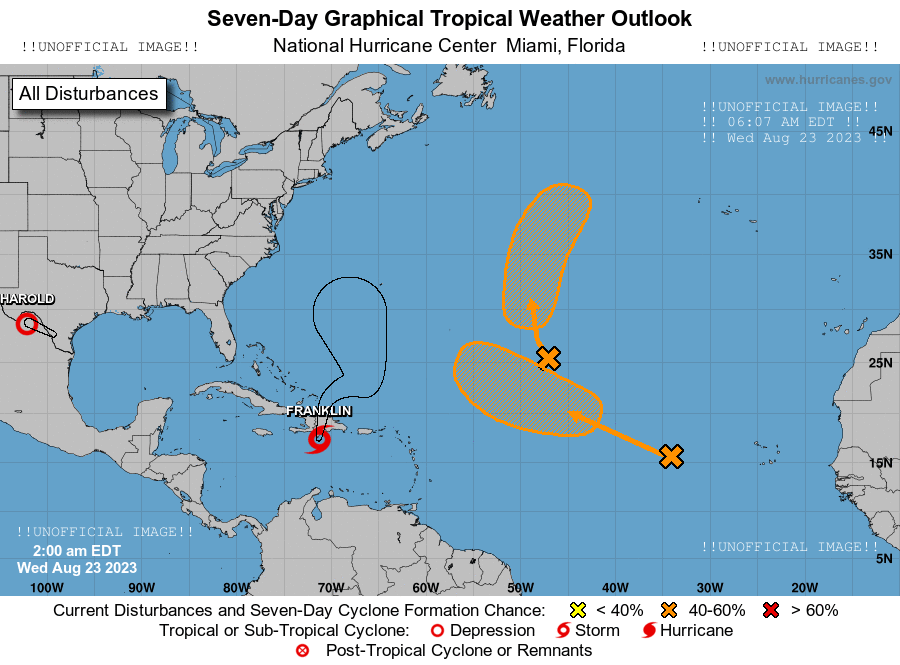 Seven-Day Graphical Tropical Weather Outlook
!!UNOFFICIAL IMAGE!! National Hurricane Center Miami, Florida !!UNOFFICIAL IMAGE!!
www.hurricanes.gov
All Disturbances
!!UNOFFICIAL IMAGE!!
!! 06:07 AM EDT !!
!! Wed Aug 23 2023 !!
45N
35N
HAROLD
25N
FRANKLIN
15N
!!UNOFFICIAL IMAGE!!
!!UNOFFICIAL IMAGE!!
2:00 am EDT
Wed Aug 23 2023
5N
100W 90W 80W 70W 60W 50W 40W 30W 20W
Current Disturbances and Seven-Day Cyclone Formation Chance: < 40% 40-60% > 60%
Tropical or Sub-Tropical Cyclone: Depression Storm Hurricane
Post-Tropical Cyclone or Remnants